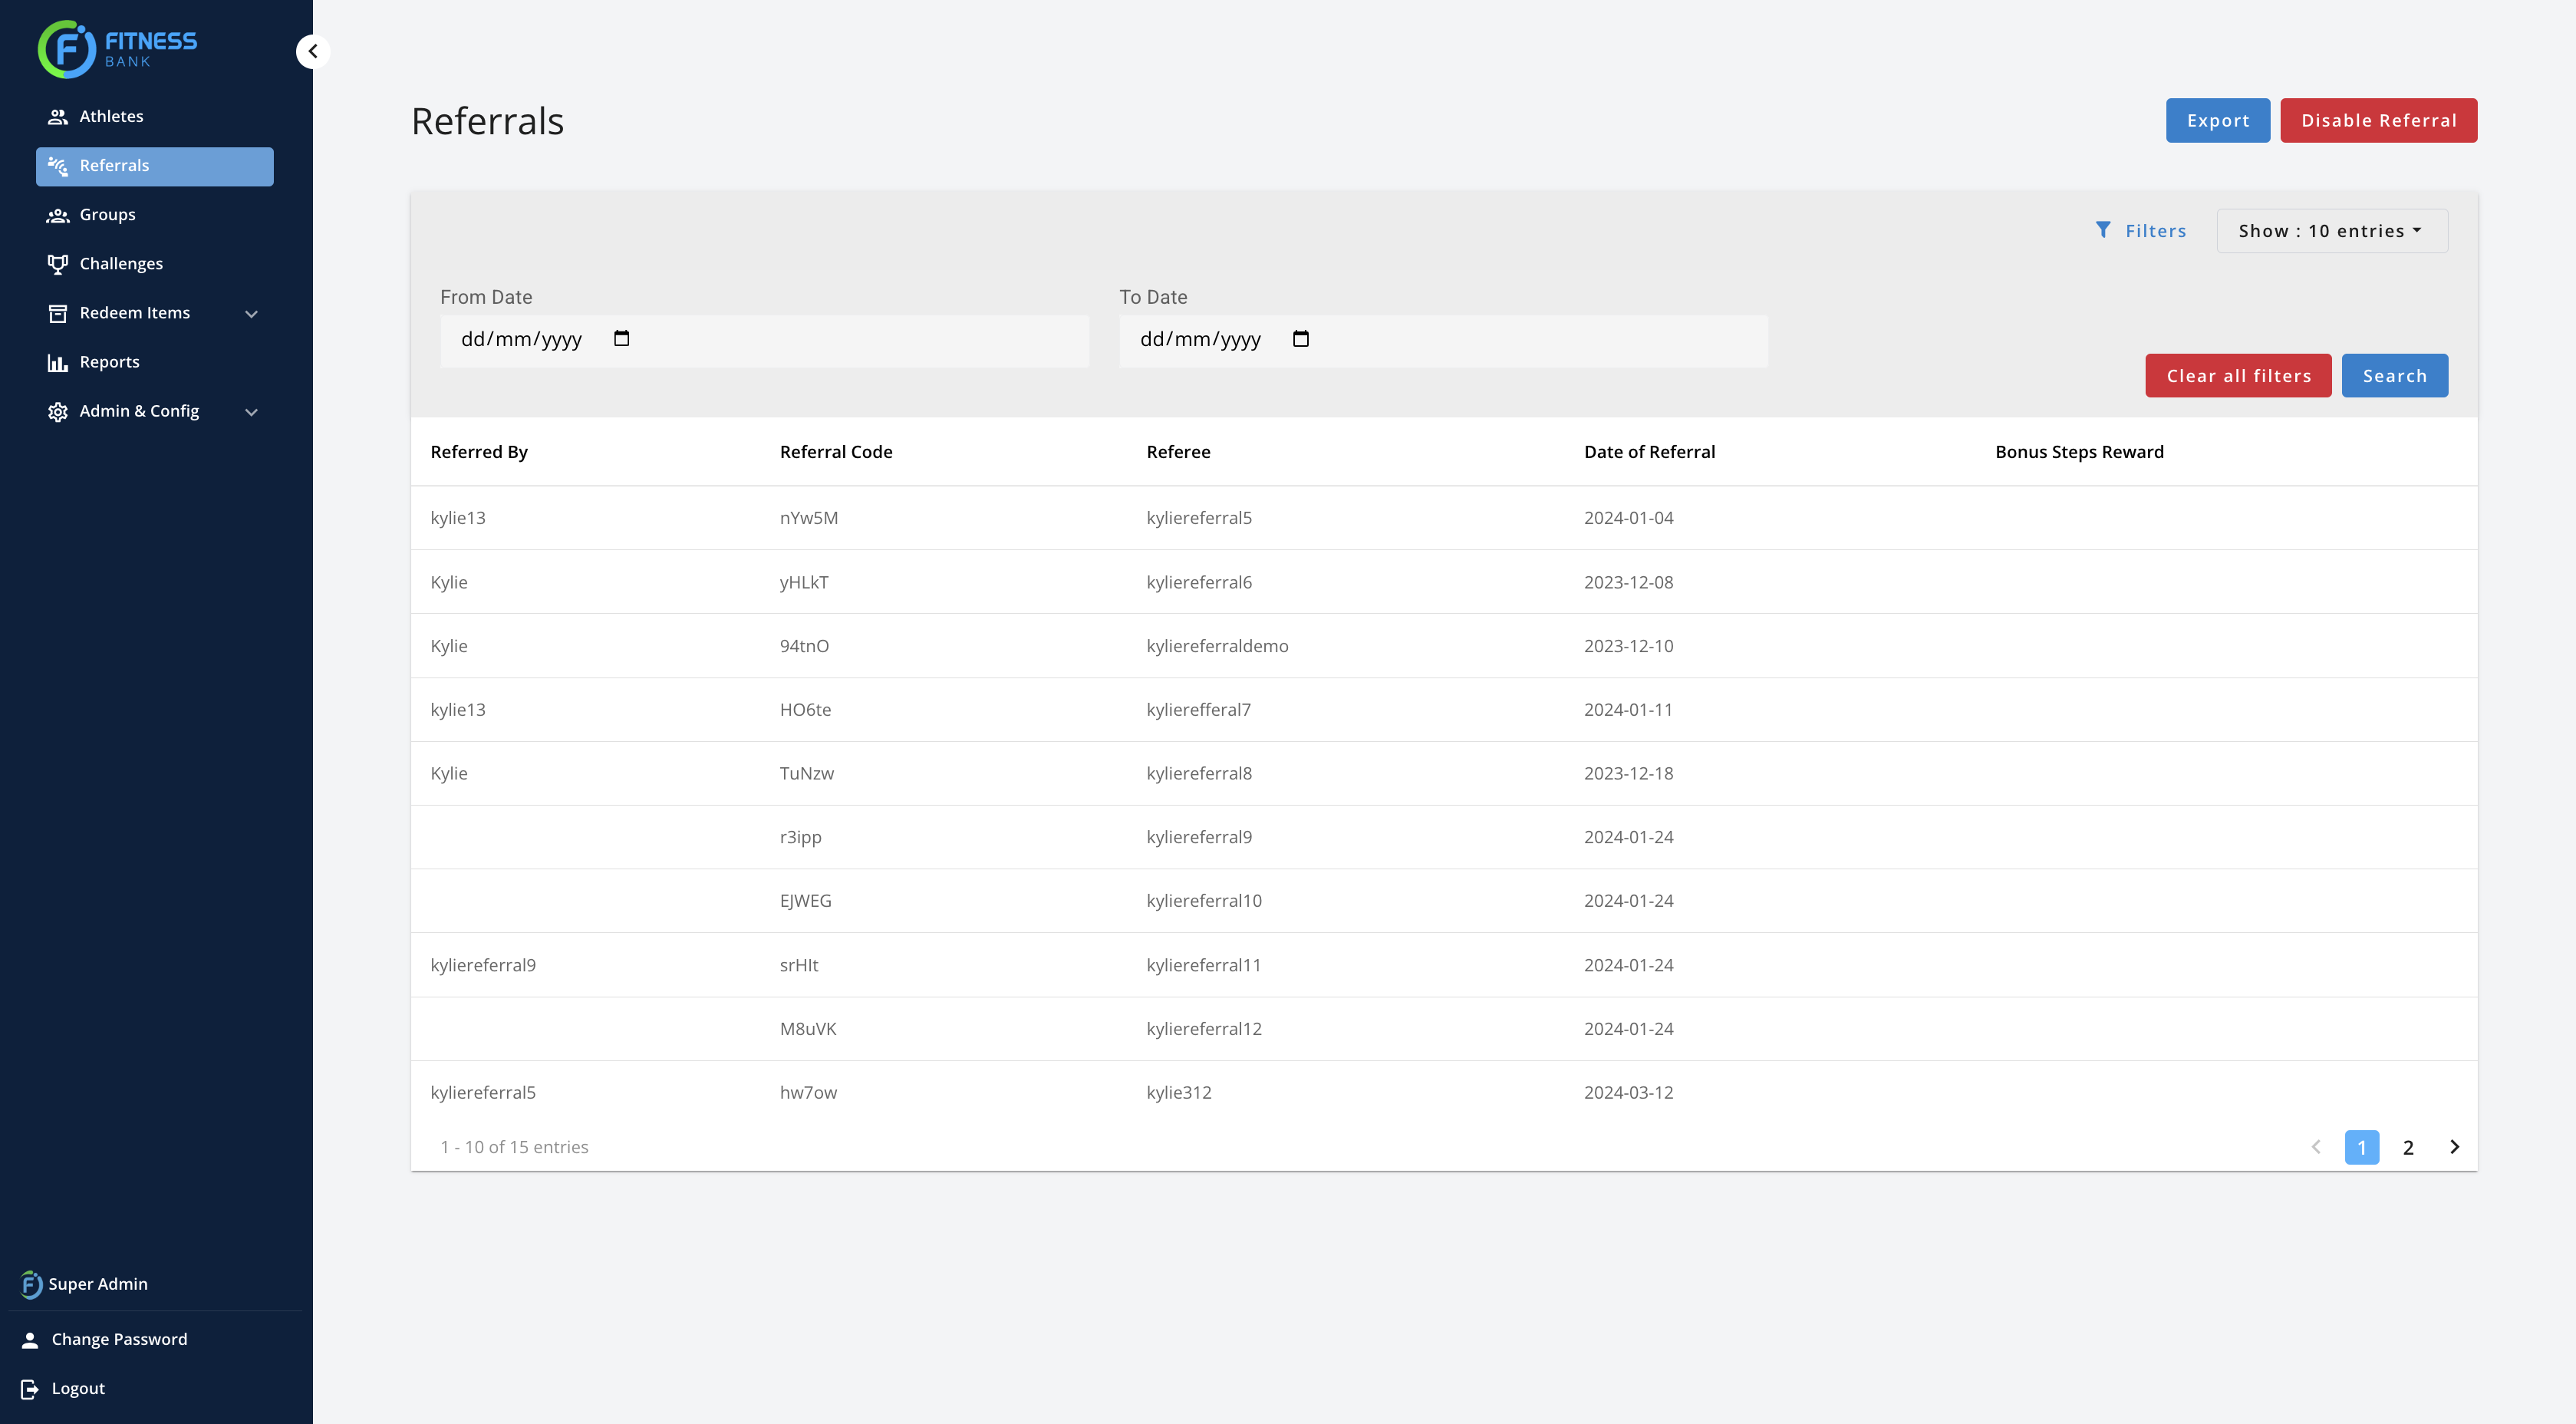 FITNESS
BANK
Athletes
Referrals
Groups
Challenges
Redeem Items
Reports
Admin & Config
Super Admin
Change Password
Logout
Referrals
Export
Disable Referral
Filters
Show : 10 entries
From Date
To Date
dd/mm/yyyy
dd/mm/yyyy
Clear all filters
Search
Referred By Referral Code Referee Date of Referral Bonus Steps Reward
kylie13 nYw5M kyliereferral5 2024-01-04
Kylie yHLkT kyliereferral6 2023-12-08
Kylie 94tnO kyliereferraldemo 2023-12-10
kylie13 HO6te kyliérefferal7 2024-01-11
Kylie TuNzw kyliereferral8 2023-12-18
r3ipp kyliereferral9 2024-01-24
EJWEG kyliereferral10 2024-01-24
kyliereferral9 srHIt kyliereferral11 2024-01-24
M8uVK kyliereferral12 2024-01-24
kyliereferral5 hw7ow kylie312 2024-03-12
1 - 10 of 15 entries
1 2